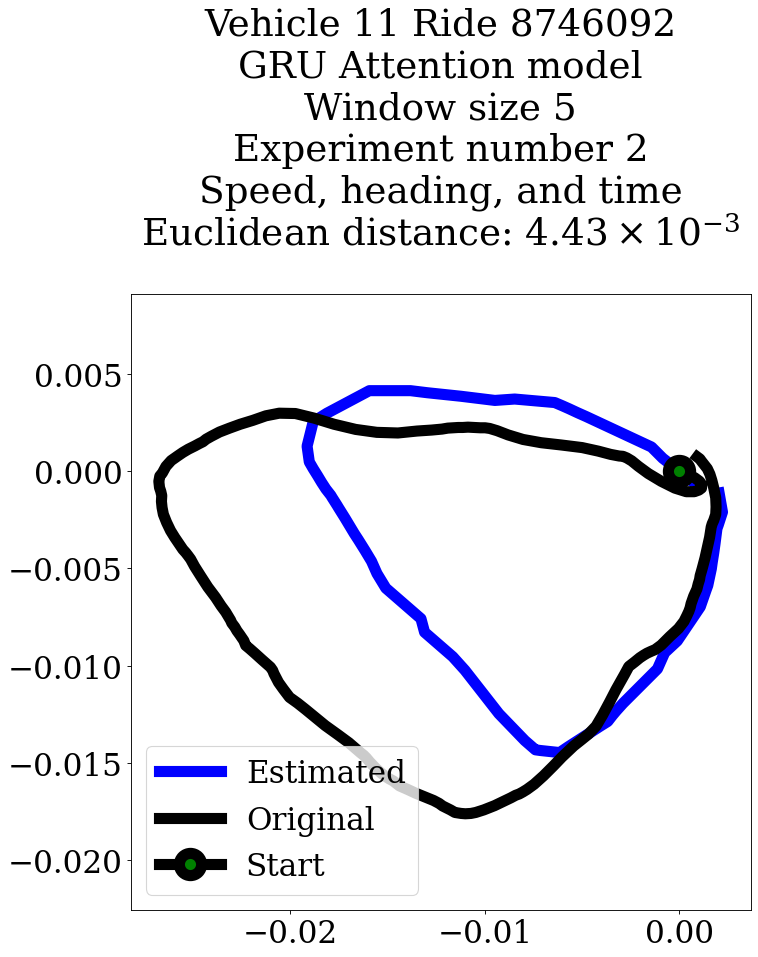 Vehicle 11 Ride 8746092
GRU Attention model
Window size 5
Experiment number 2
Speed, heading, and time
Euclidean distance: 4.43 × 10⁻³
0.005
0.000
−0.005
−0.010
−0.015
−0.020
Estimated
Original
Start
−0.02
−0.01
0.00